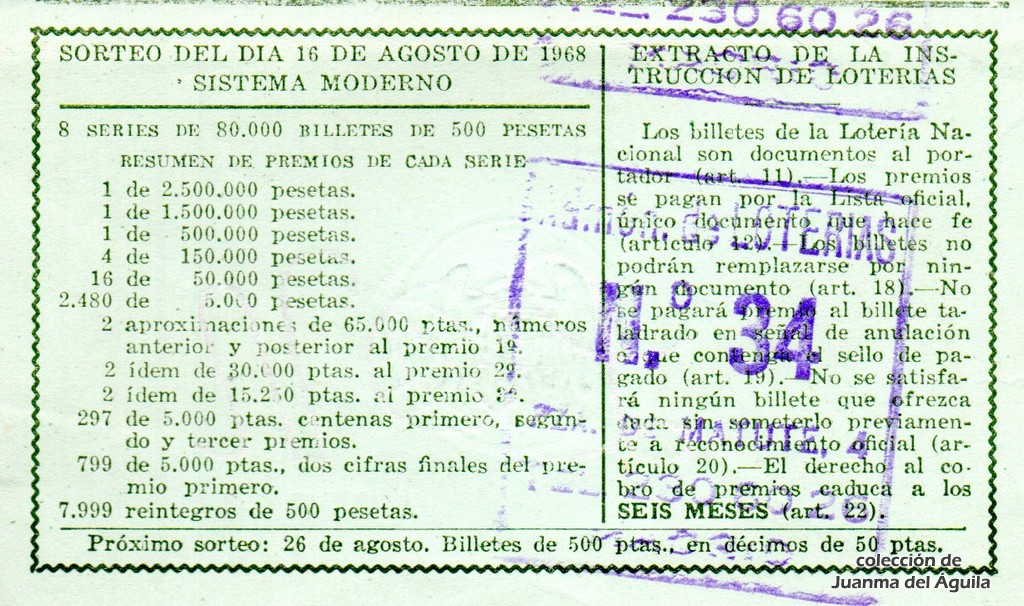 SORTEO DEL DIA 16 DE AGOSTO DE 1968
SISTEMA MODERNO
8 SERIES DE 80.000 BILLETES DE 500 PESETAS
RESUMEN DE PREMIOS DE CADA SERIE
1 de 2.500.000 pesetas.
1 de 1.500.000 pesetas.
1 de 500.000 pesetas.
4 de 150.000 pesetas.
16 de 50.000 pesetas.
2.480 de 5.000 pesetas.
2 aproximaciones de 65.000 ptas., números
anterior y posterior al premio 1º.
2 ídem de 30.000 ptas. al premio 2º.
2 ídem de 15.250 ptas. al premio 3º.
297 de 5.000 ptas. centenas primero, segun-
do y tercer premios.
799 de 5.000 ptas., dos cifras finales del pre-
mio primero.
7.999 reintegros de 500 pesetas.
EXTRACTO DE LA INS-
TRUCCION DE LOTERIAS
Los billetes de la Lotería Na-
cional son documentos al por-
tador (art. 11).—Los premios
se pagan por la Lista oficial,
único documento que hace fe
(artículo 12).—Los billetes no
podrán remplazarse por nin-
gún documento (art. 18).—No
se pagará premio al billete ta-
ladrado en señal de anulación
o que contenga el sello de pa-
gado (art. 19).—No se satisfa-
rá ningún billete que ofrezca
duda sin someterlo previamen-
te a reconocimiento oficial (ar-
tículo 20).—El derecho al co-
bro de premios caduca a los
SEIS MESES (art. 22).
Próximo sorteo: 26 de agosto. Billetes de 500 ptas., en décimos de 50 ptas.
230 60 26
LOTERIAS
N.º 34
MATUTE, 4
230 60 26
colección de
Juanma del Águila